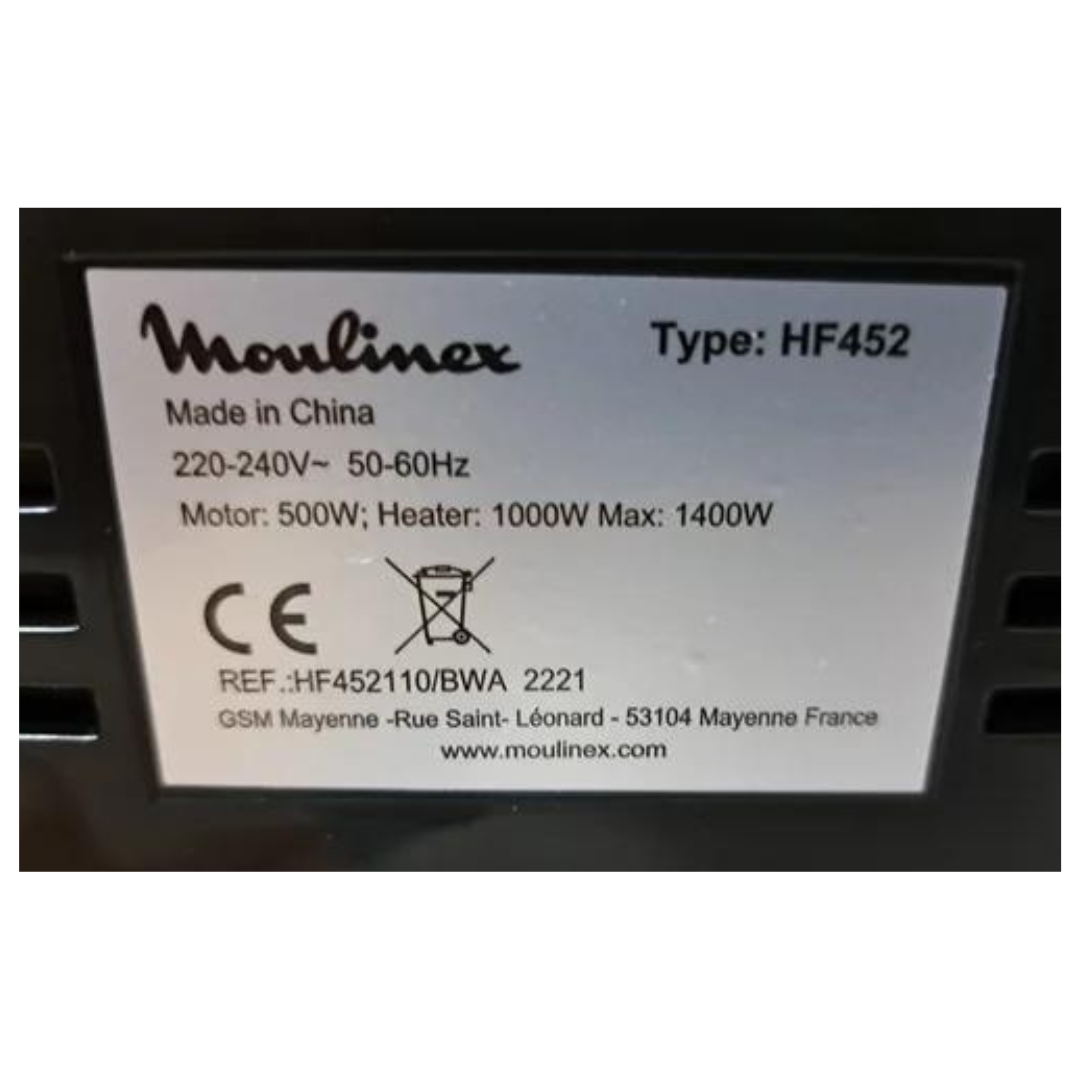 Moulinex
Type: HF452
Made in China
220-240V~ 50-60Hz
Motor: 500W; Heater: 1000W Max: 1400W
CE
REF.:HF452110/BWA 2221
GSM Mayenne -Rue Saint- Léonard - 53104 Mayenne France
www.moulinex.com